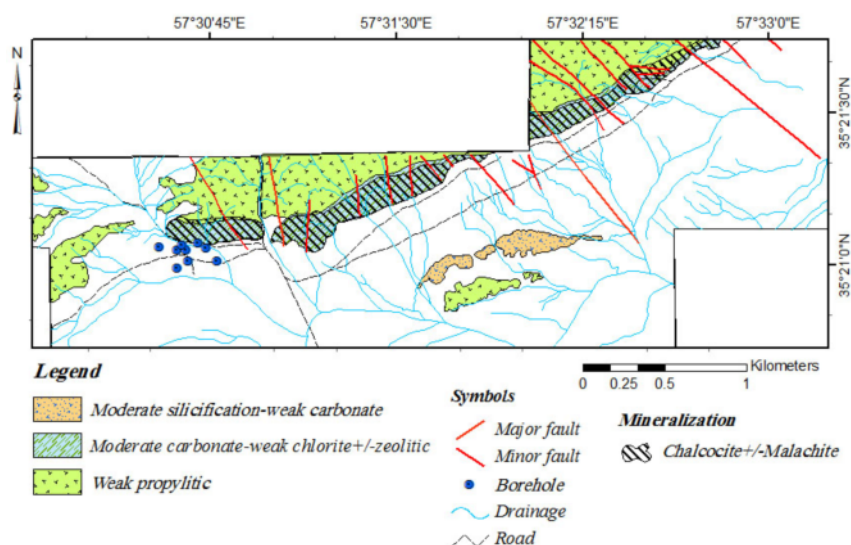 57°30'45"E 57°31'30"E 57°32'15"E 57°33'0"E
N
35°21'30"N
35°21'0"N
Legend
Moderate silicification-weak carbonate
Moderate carbonate-weak chlorite+/-zeolitic
Weak propylitic
Kilometers
0 0.25 0.5 1
Symbols
Major fault
Minor fault
Borehole
Drainage
Road
Mineralization
Chalcocite+/-Malachite